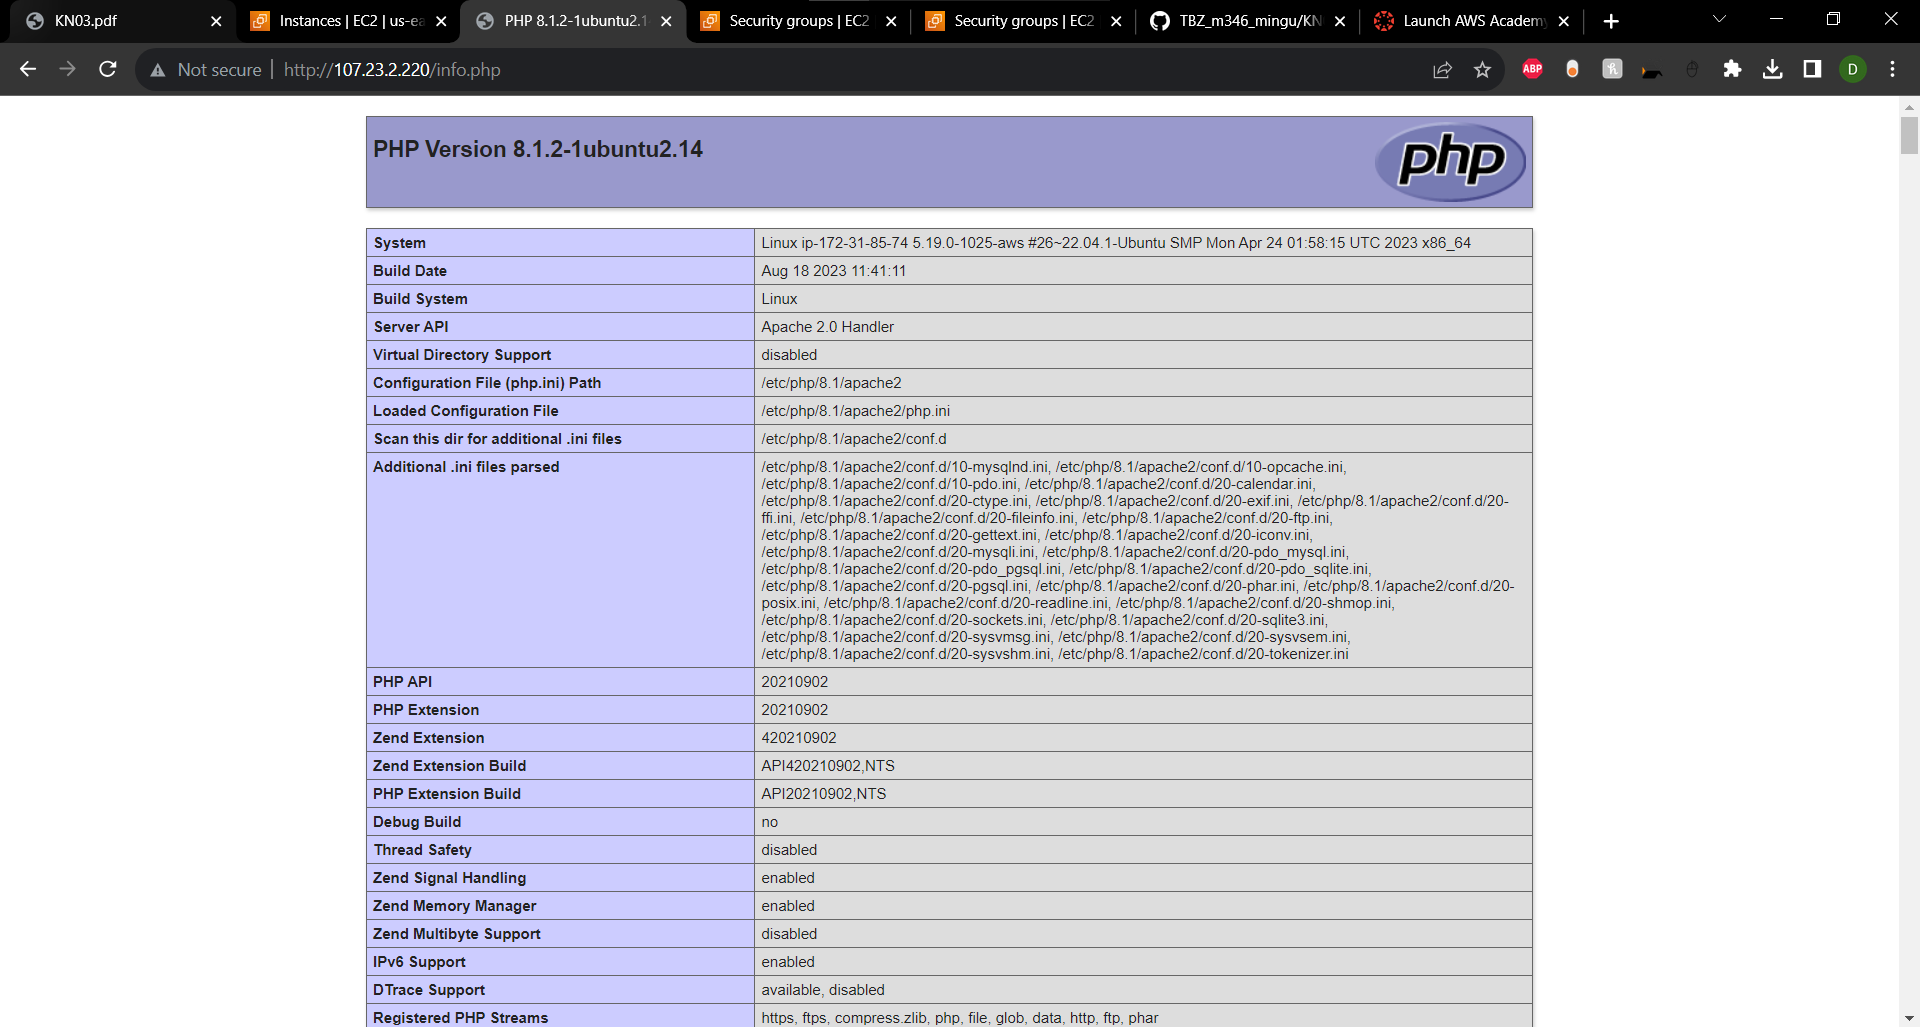 KN03.pdf
Instances | EC2 | us-ea
PHP 8.1.2-1ubuntu2.1
Security groups | EC2
Security groups | EC2
TBZ_m346_mingu/KN
Launch AWS Academy
Not secure | http://107.23.2.220/info.php
ABP
D
PHP Version 8.1.2-1ubuntu2.14
php
System Linux ip-172-31-85-74 5.19.0-1025-aws #26~22.04.1-Ubuntu SMP Mon Apr 24 01:58:15 UTC 2023 x86_64
Build Date Aug 18 2023 11:41:11
Build System Linux
Server API Apache 2.0 Handler
Virtual Directory Support disabled
Configuration File (php.ini) Path /etc/php/8.1/apache2
Loaded Configuration File /etc/php/8.1/apache2/php.ini
Scan this dir for additional .ini files /etc/php/8.1/apache2/conf.d
Additional .ini files parsed /etc/php/8.1/apache2/conf.d/10-mysqlnd.ini, /etc/php/8.1/apache2/conf.d/10-opcache.ini,
/etc/php/8.1/apache2/conf.d/10-pdo.ini, /etc/php/8.1/apache2/conf.d/20-calendar.ini,
/etc/php/8.1/apache2/conf.d/20-ctype.ini, /etc/php/8.1/apache2/conf.d/20-exif.ini, /etc/php/8.1/apache2/conf.d/20-
ffi.ini, /etc/php/8.1/apache2/conf.d/20-fileinfo.ini, /etc/php/8.1/apache2/conf.d/20-ftp.ini,
/etc/php/8.1/apache2/conf.d/20-gettext.ini, /etc/php/8.1/apache2/conf.d/20-iconv.ini,
/etc/php/8.1/apache2/conf.d/20-mysqli.ini, /etc/php/8.1/apache2/conf.d/20-pdo_mysql.ini,
/etc/php/8.1/apache2/conf.d/20-pdo_pgsql.ini, /etc/php/8.1/apache2/conf.d/20-pdo_sqlite.ini,
/etc/php/8.1/apache2/conf.d/20-pgsql.ini, /etc/php/8.1/apache2/conf.d/20-phar.ini, /etc/php/8.1/apache2/conf.d/20-
posix.ini, /etc/php/8.1/apache2/conf.d/20-readline.ini, /etc/php/8.1/apache2/conf.d/20-shmop.ini,
/etc/php/8.1/apache2/conf.d/20-sockets.ini, /etc/php/8.1/apache2/conf.d/20-sqlite3.ini,
/etc/php/8.1/apache2/conf.d/20-sysvmsg.ini, /etc/php/8.1/apache2/conf.d/20-sysvsem.ini,
/etc/php/8.1/apache2/conf.d/20-sysvshm.ini, /etc/php/8.1/apache2/conf.d/20-tokenizer.ini
PHP API 20210902
PHP Extension 20210902
Zend Extension 420210902
Zend Extension Build API420210902,NTS
PHP Extension Build API20210902,NTS
Debug Build no
Thread Safety disabled
Zend Signal Handling enabled
Zend Memory Manager enabled
Zend Multibyte Support disabled
IPv6 Support enabled
DTrace Support available, disabled
Registered PHP Streams https, ftps, compress.zlib, php, file, glob, data, http, ftp, phar